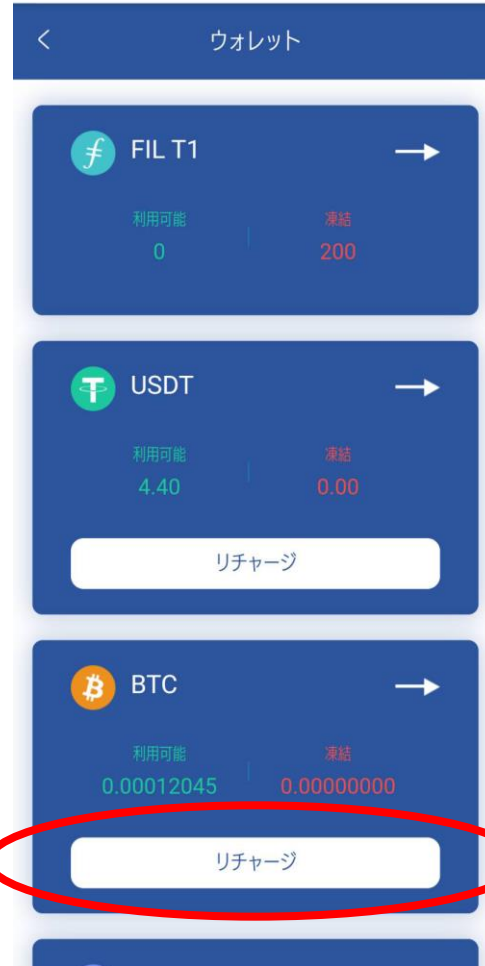 ウォレット
FIL T1
利用可能 凍結
0 200
USDT
利用可能 凍結
4.40 0.00
リチャージ
BTC
利用可能 凍結
0.00012045 0.00000000
リチャージ